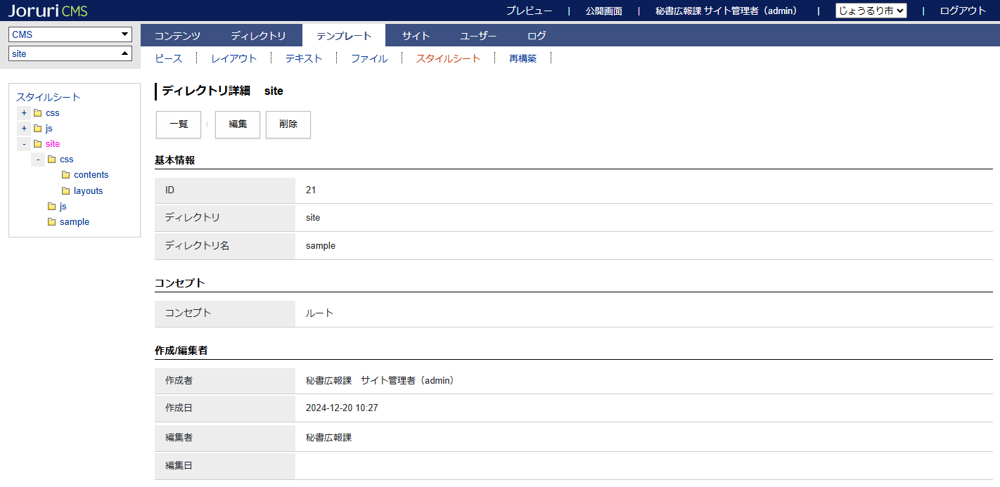 Joruri CMS プレビュー | 公開画面 | 秘書広報課 サイト管理者（admin） | じょうるり市 | ログアウト
CMS
site
コンテンツ ディレクトリ テンプレート サイト ユーザー ログ
ピース レイアウト テキスト ファイル スタイルシート 再構築
スタイルシート
+ css
+ js
- site
- css
contents
layouts
js
sample
ディレクトリ詳細 site
一覧 編集 削除
基本情報
ID 21
ディレクトリ site
ディレクトリ名 sample
コンセプト
コンセプト ルート
作成/編集者
作成者 秘書広報課 サイト管理者（admin）
作成日 2024-12-20 10:27
編集者 秘書広報課
編集日